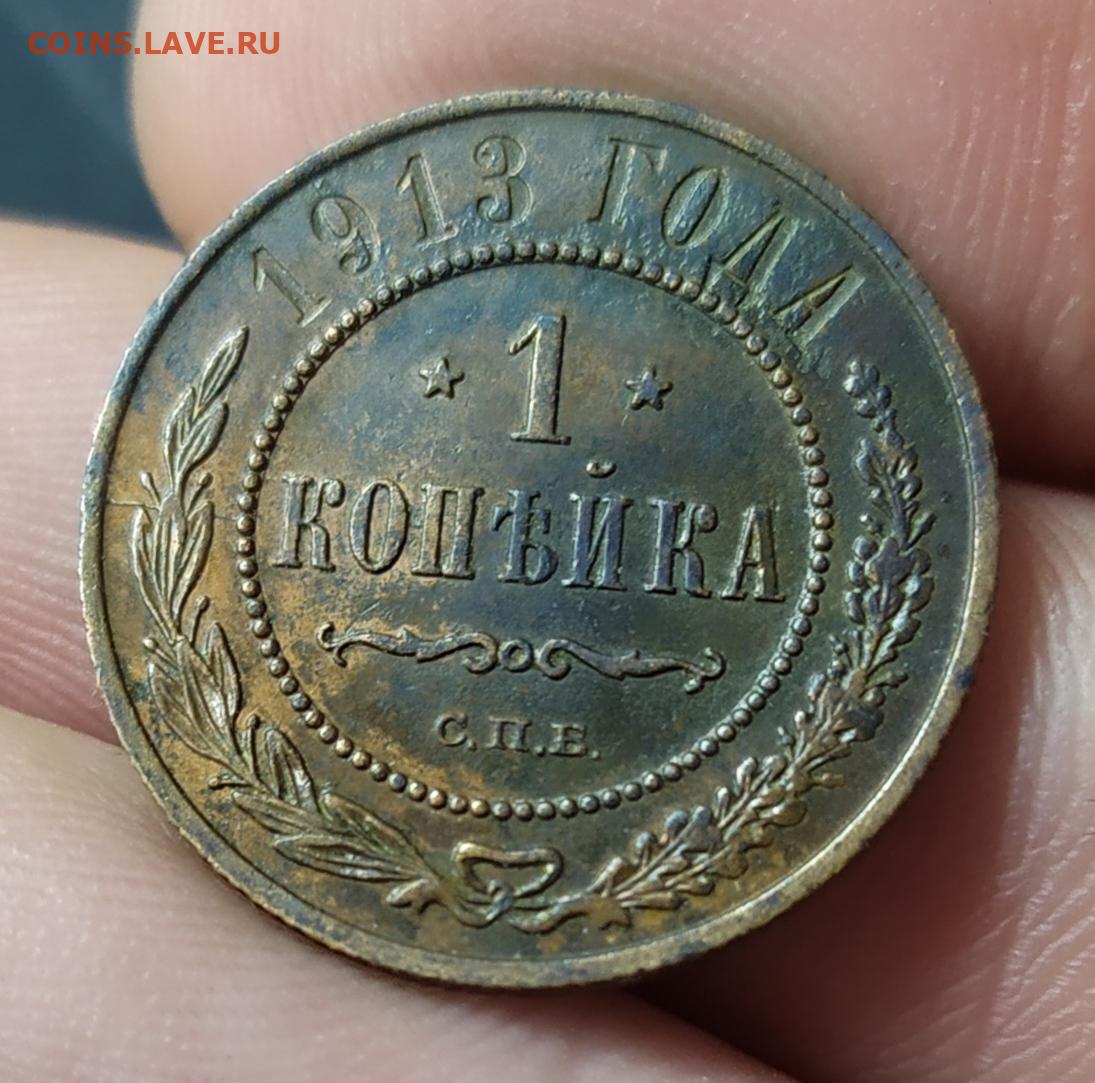 COINS.LAVE.RU
1913 ГОДА
* 1 *
КОПѢЙКА
С.П.Б.